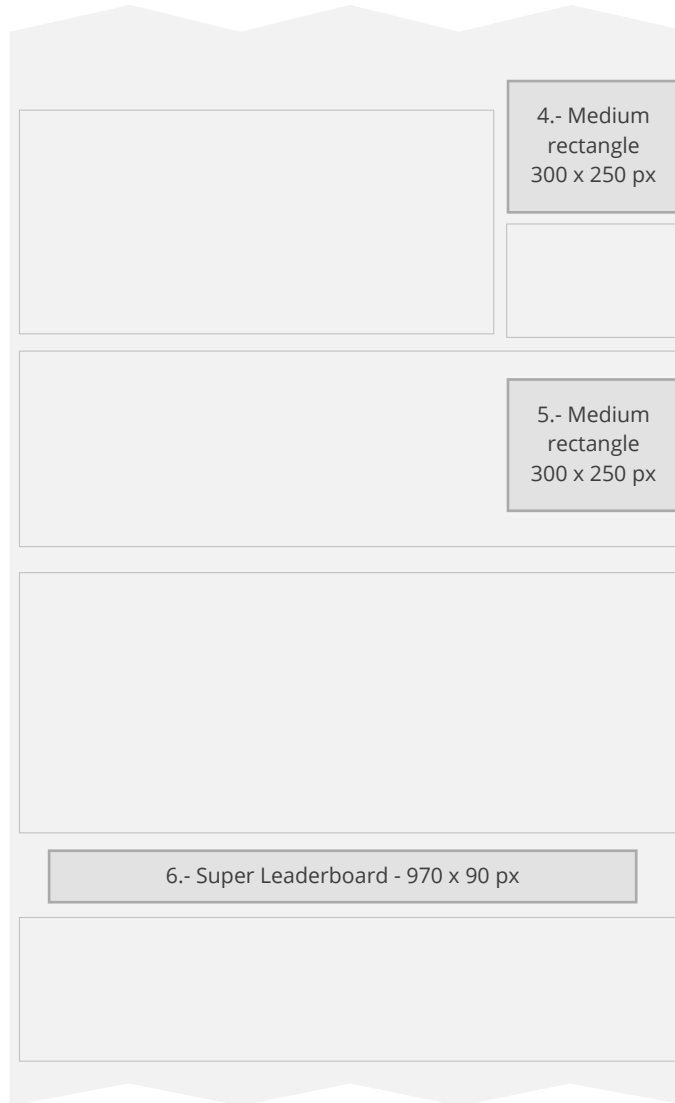 4.- Medium
rectangle
300 x 250 px
5.- Medium
rectangle
300 x 250 px
6.- Super Leaderboard - 970 x 90 px